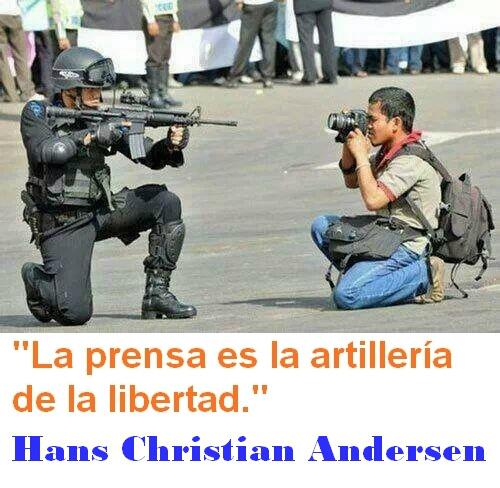 "La prensa es la artillería
de la libertad."
Hans Christian Andersen